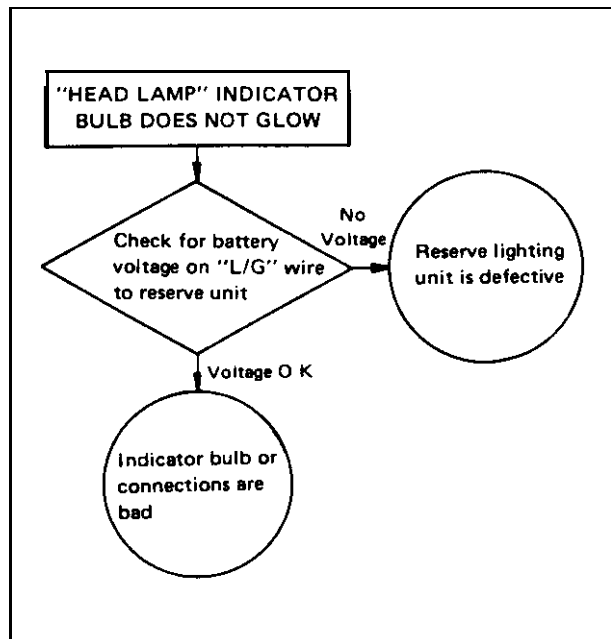 "HEAD LAMP" INDICATOR
BULB DOES NOT GLOW
Check for battery
voltage on "L/G" wire
to reserve unit
No
Voltage
Reserve lighting
unit is defective
Voltage O K
Indicator bulb or
connections are
bad